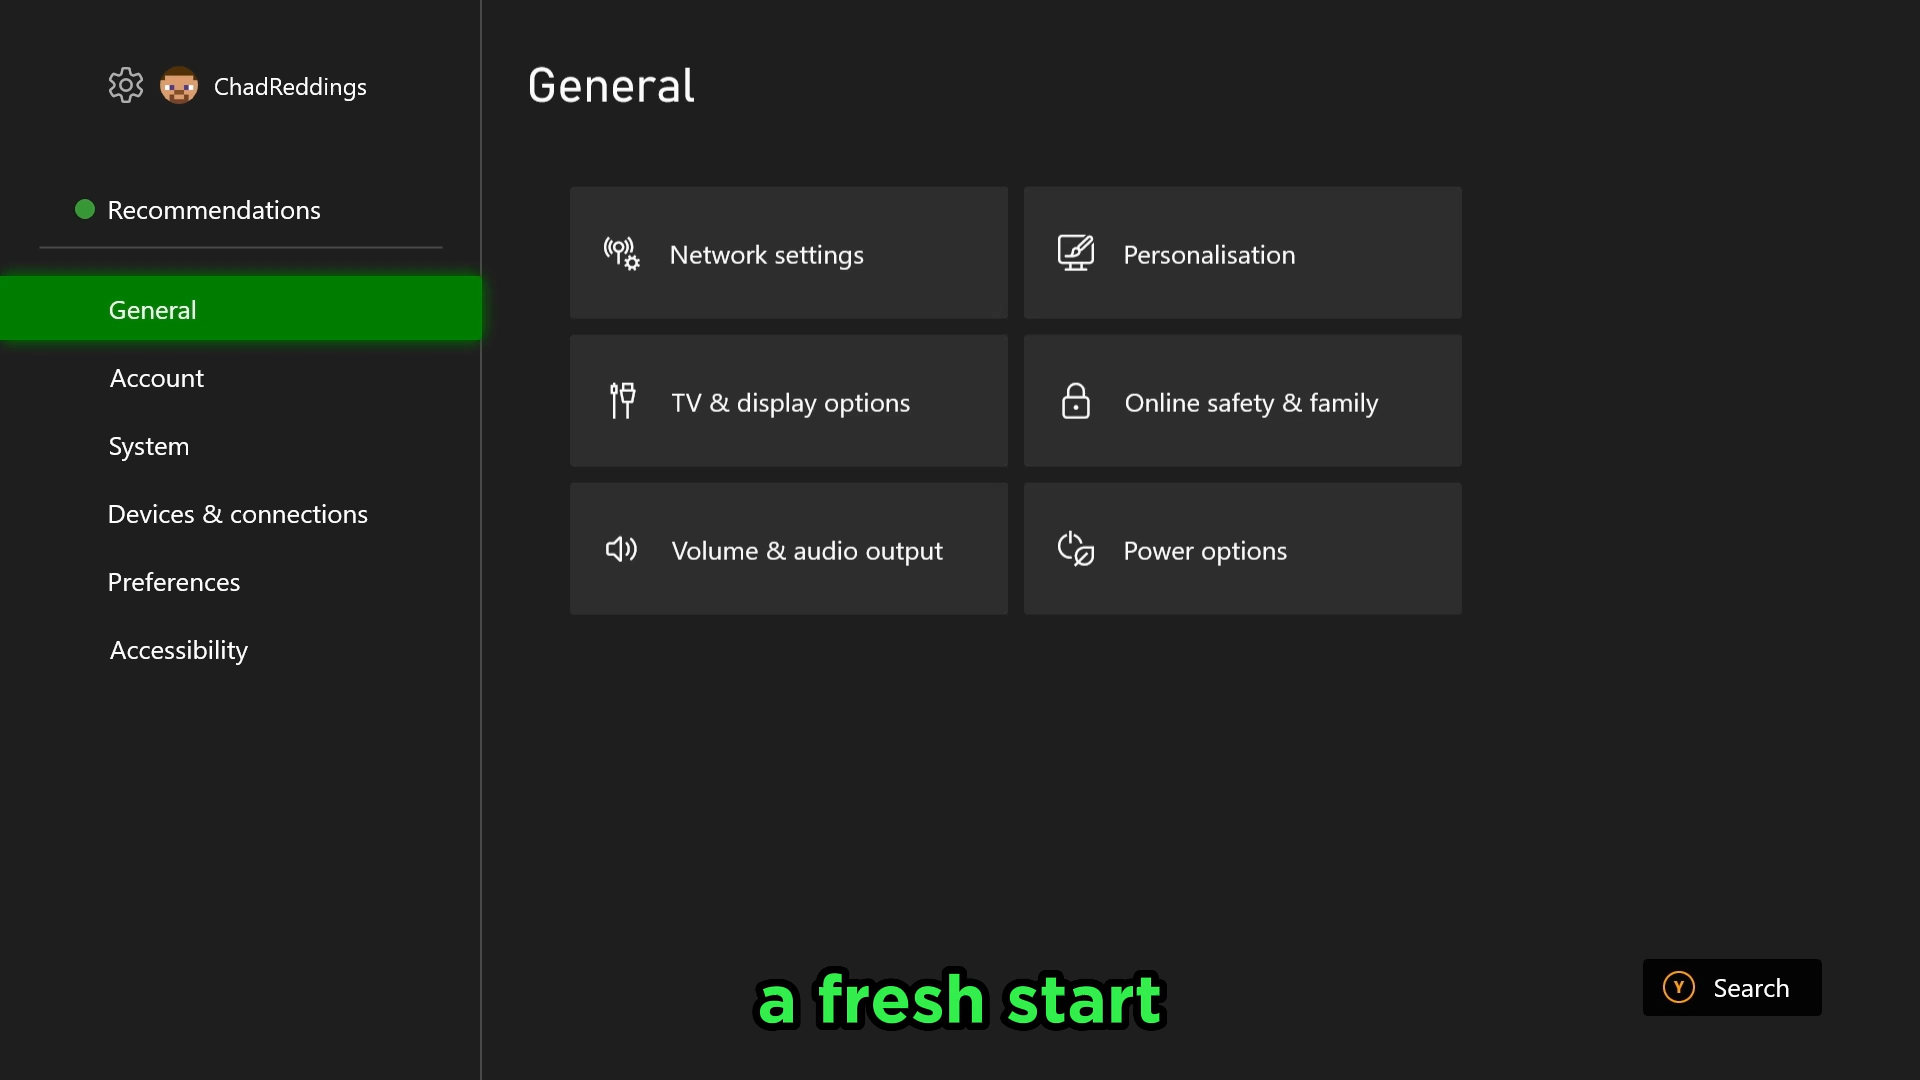 ChadReddings
General
Recommendations
General
Account
System
Devices & connections
Preferences
Accessibility
Network settings
Personalisation
TV & display options
Online safety & family
Volume & audio output
Power options
a fresh start
Y Search